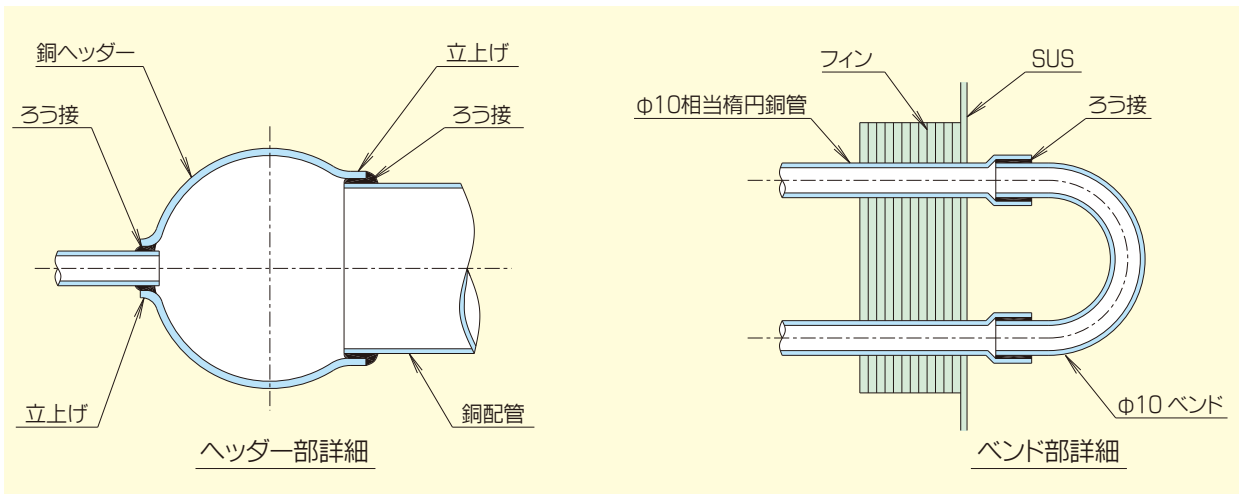 銅ヘッダー
立上げ
ろう接
ろう接
立上げ
銅配管
ヘッダー部詳細
フィン
SUS
φ10相当楕円銅管
ろう接
φ10 ベンド
ベンド部詳細